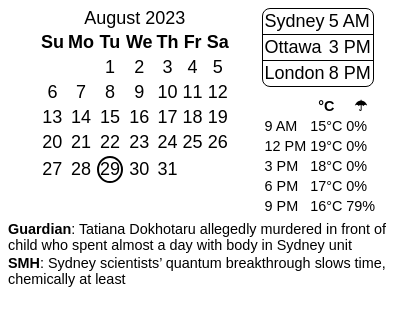 August 2023
Su Mo Tu We Th Fr Sa
1 2 3 4 5
6 7 8 9 10 11 12
13 14 15 16 17 18 19
20 21 22 23 24 25 26
27 28 29 30 31
Sydney 5 AM
Ottawa 3 PM
London 8 PM
°C ☂
9 AM 15°C 0%
12 PM 19°C 0%
3 PM 18°C 0%
6 PM 17°C 0%
9 PM 16°C 79%
Guardian: Tatiana Dokhotaru allegedly murdered in front of
child who spent almost a day with body in Sydney unit
SMH: Sydney scientists’ quantum breakthrough slows time,
chemically at least